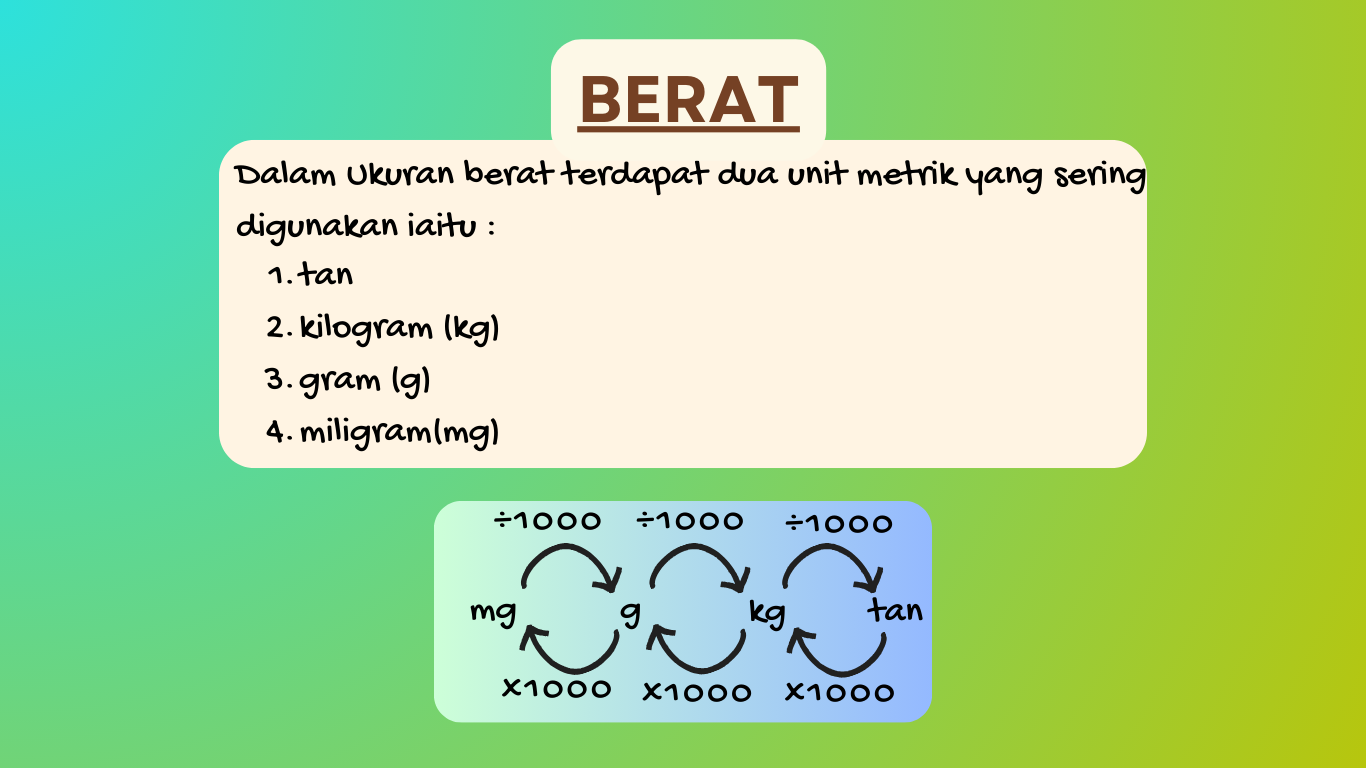 BERAT
Dalam Ukuran berat terdapat dua unit metrik yang sering
digunakan iaitu :
1. tan
2. kilogram (kg)
3. gram (g)
4. miligram(mg)
÷1000 ÷1000 ÷1000
mg g kg tan
x1000 x1000 x1000